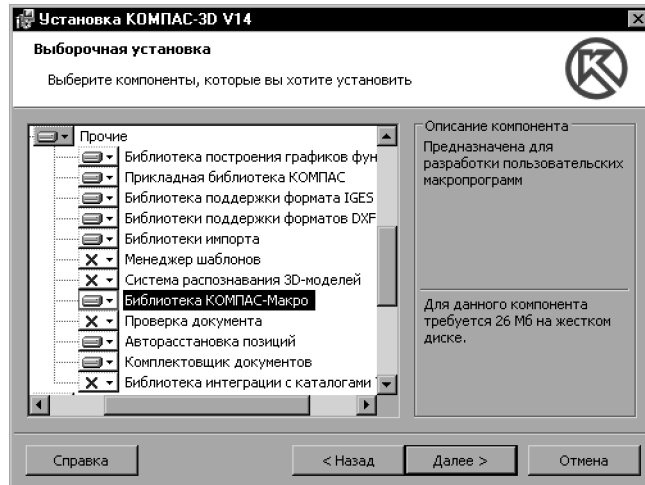 Установка КОМПАС-3D V14
Выборочная установка
Выберите компоненты, которые вы хотите установить
Прочие
Библиотека построения графиков фун
Прикладная библиотека КОМПАС
Библиотека поддержки формата IGES
Библиотеки поддержки форматов DXF
Библиотеки импорта
Менеджер шаблонов
Система распознавания 3D-моделей
Библиотека КОМПАС-Макро
Проверка документа
Авторасстановка позиций
Комплектовщик документов
Библиотека интеграции с каталогами
Описание компонента
Предназначена для
разработки пользовательских
макропрограмм
Для данного компонента
требуется 26 Мб на жестком
диске.
Справка
< Назад
Далее >
Отмена